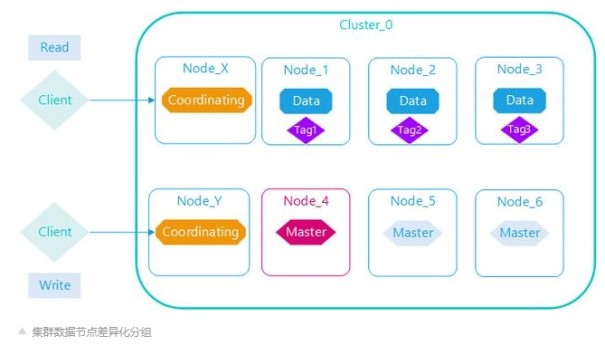 Cluster_0
Read
Node_X
Node_1
Node_2
Node_3
Client
Coordinating
Data
Data
Data
Tag1
Tag2
Tag3
Node_Y
Node_4
Node_5
Node_6
Client
Coordinating
Master
Master
Master
Write
集群数据节点差异化分组